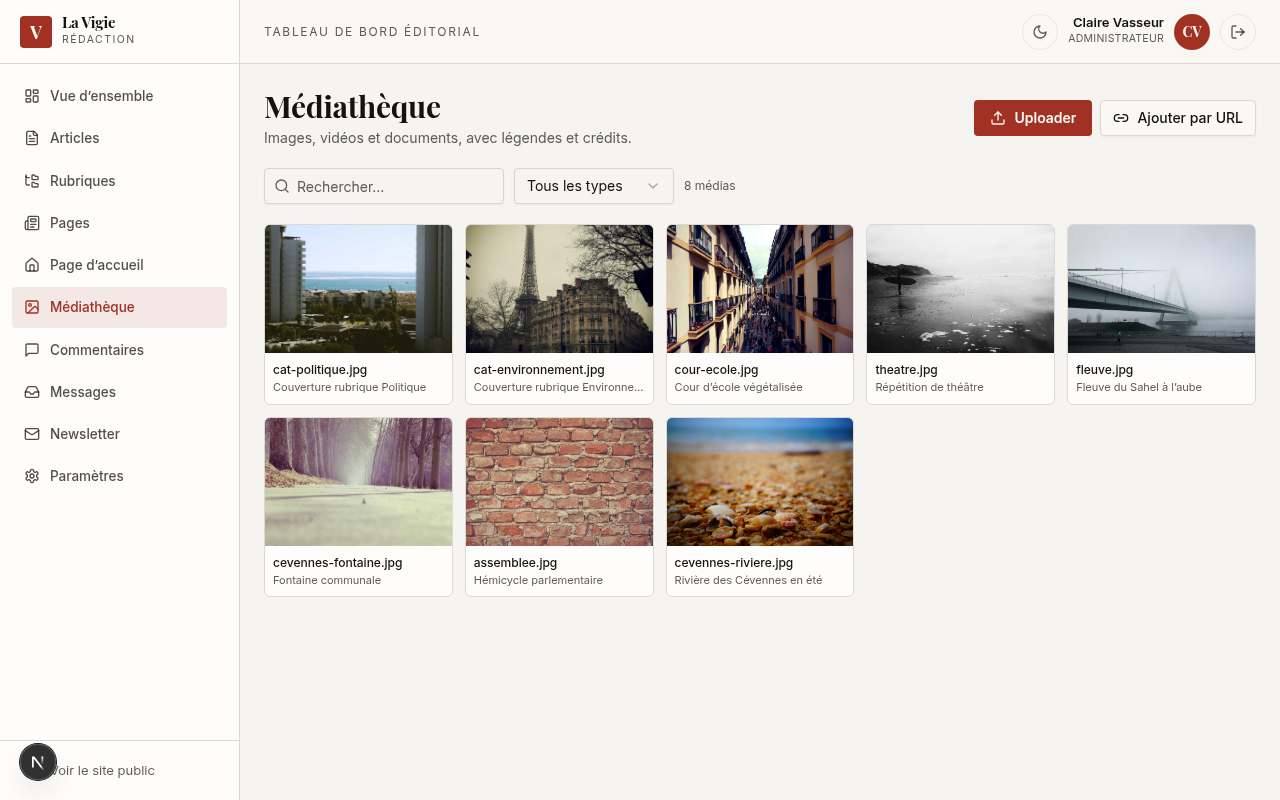 V
La Vigie
RÉDACTION
TABLEAU DE BORD ÉDITORIAL
Claire Vasseur
ADMINISTRATEUR
CV
Vue d’ensemble
Articles
Rubriques
Pages
Page d’accueil
Médiathèque
Commentaires
Messages
Newsletter
Paramètres
N
Voir le site public
Médiathèque
Images, vidéos et documents, avec légendes et crédits.
Uploader
Ajouter par URL
Rechercher…
Tous les types
8 médias
cat-politique.jpg
Couverture rubrique Politique
cat-environnement.jpg
Couverture rubrique Environne…
cour-ecole.jpg
Cour d’école végétalisée
theatre.jpg
Répétition de théâtre
fleuve.jpg
Fleuve du Sahel à l’aube
cevennes-fontaine.jpg
Fontaine communale
assemblee.jpg
Hémicycle parlementaire
cevennes-riviere.jpg
Rivière des Cévennes en été